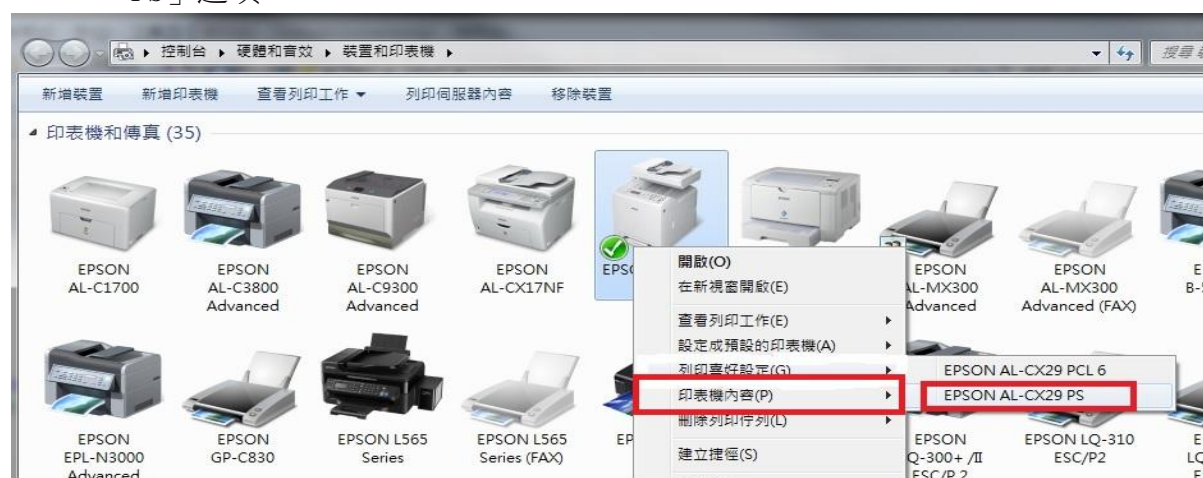 控制台 ▸ 硬體和音效 ▸ 裝置和印表機 ▸
新增裝置 新增印表機 查看列印工作 列印伺服器內容 移除裝置
印表機和傳真 (35)
EPSON AL-C1700
EPSON AL-C3800 Advanced
EPSON AL-C9300 Advanced
EPSON AL-CX17NF
開啟(O)
在新視窗開啟(E)
查看列印工作(E)
設定成預設的印表機(A)
列印喜好設定(G)
印表機內容(P)
刪除列印佇列(L)
建立捷徑(S)
EPSON AL-CX29 PCL 6
EPSON AL-CX29 PS
EPSON AL-MX300 Advanced
EPSON AL-MX300 Advanced (FAX)
EPSON EPL-N3000 Advanced
EPSON GP-C830
EPSON L565 Series
EPSON L565 Series (FAX)
EPSON
Q-300+ /II
ESC/P 2
EPSON LQ-310 ESC/P2